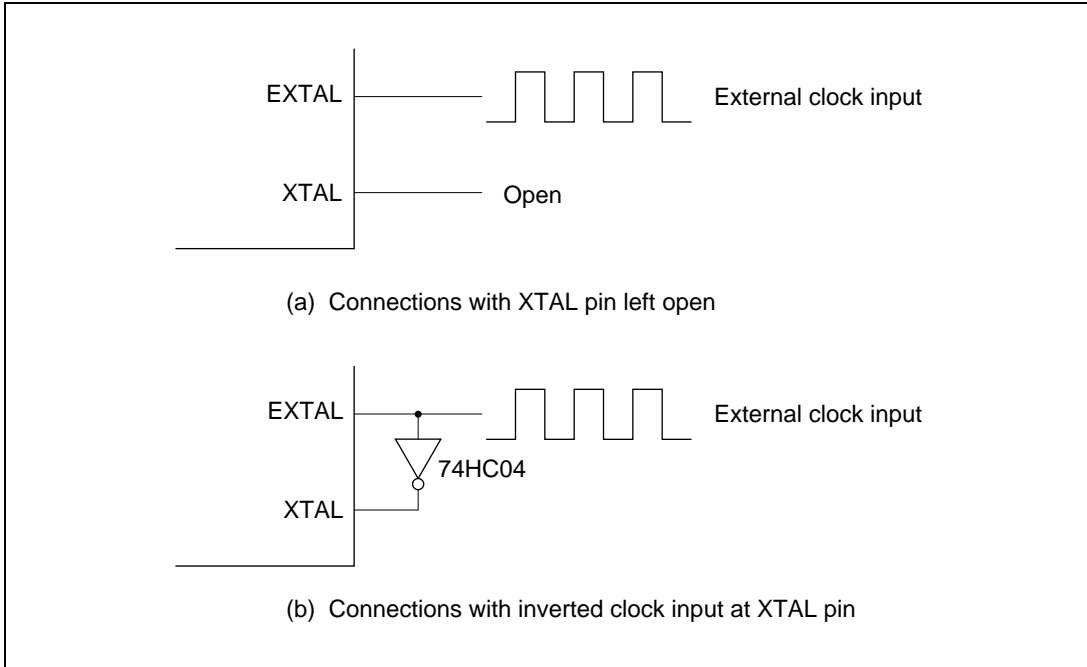 EXTAL
External clock input
XTAL
Open
(a) Connections with XTAL pin left open
EXTAL
External clock input
74HC04
XTAL
(b) Connections with inverted clock input at XTAL pin